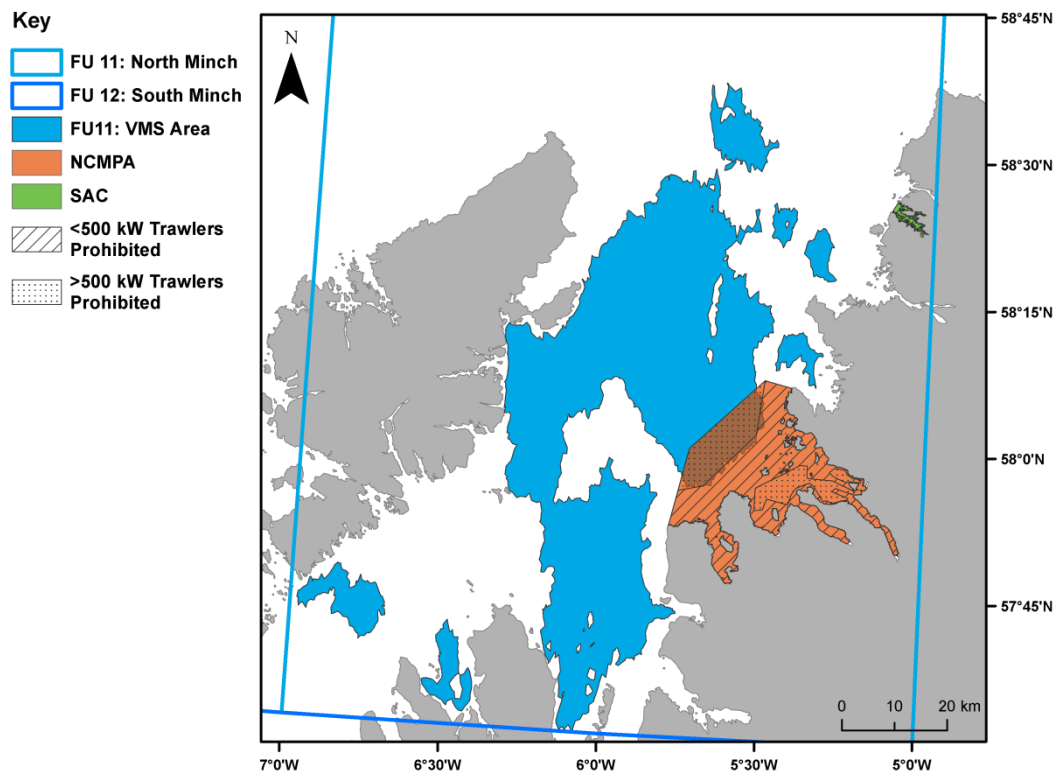 Key
FU 11: North Minch
FU 12: South Minch
FU11: VMS Area
NCMPA
SAC
<500 kW Trawlers
Prohibited
>500 kW Trawlers
Prohibited
N
58°45'N
58°30'N
58°15'N
58°0'N
57°45'N
0 10 20 km
7°0'W 6°30'W 6°0'W 5°30'W 5°0'W